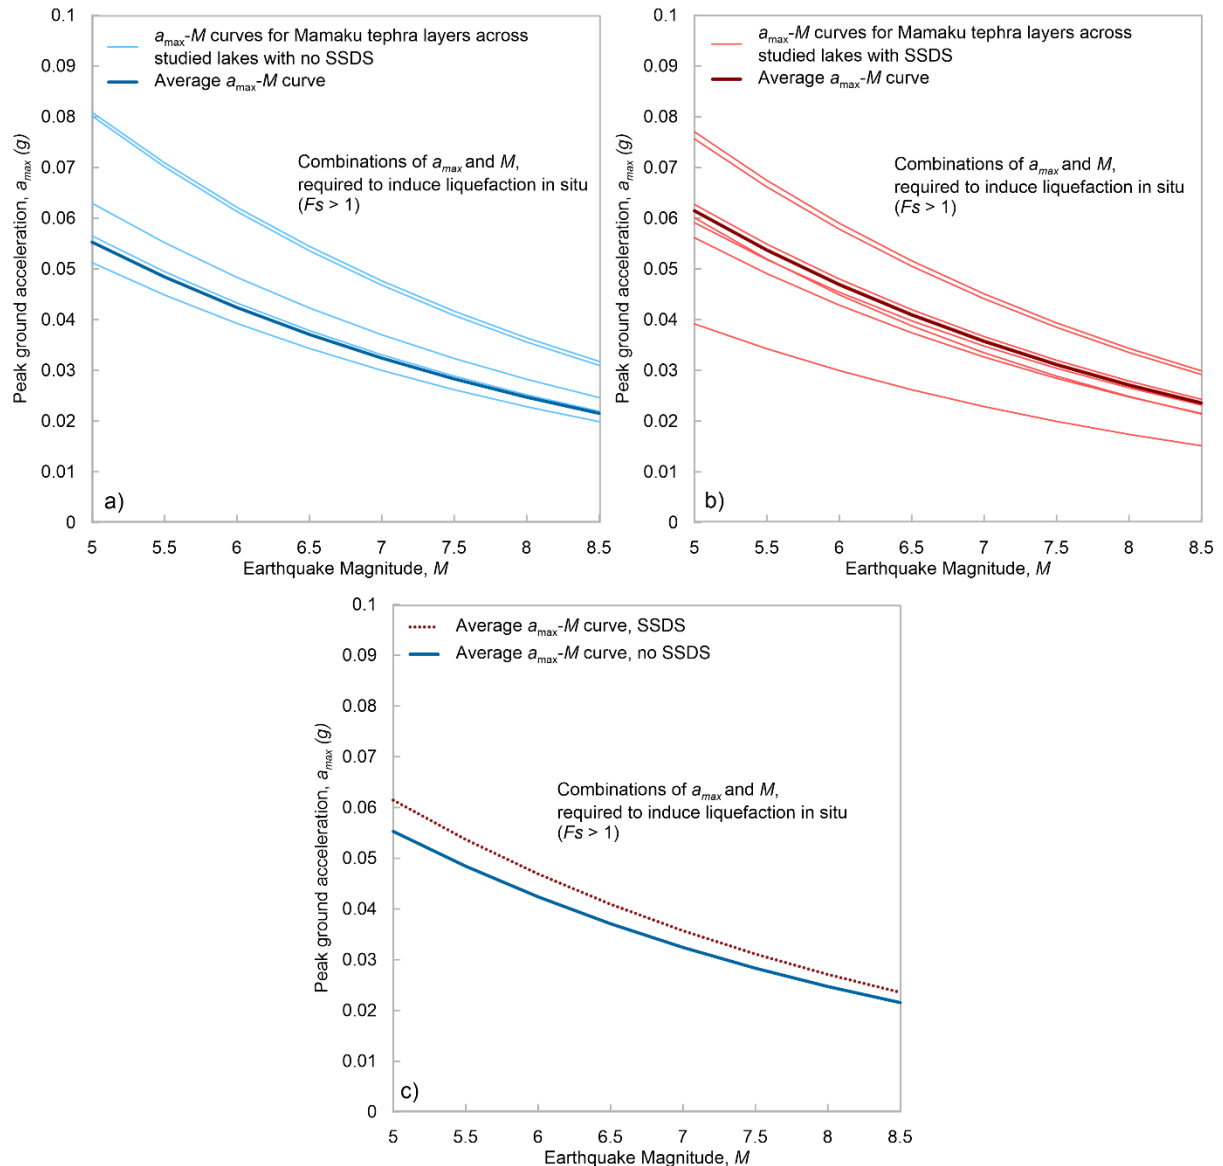 0.1
0.09
0.08
0.07
0.06
0.05
0.04
0.03
0.02
0.01
0
Peak ground acceleration, amax (g)
amax-M curves for Mamaku tephra layers across
studied lakes with no SSDS
Average amax-M curve
Combinations of amax and M,
required to induce liquefaction in situ
(Fs > 1)
a)
5 5.5 6 6.5 7 7.5 8 8.5
Earthquake Magnitude, M
0.1
0.09
0.08
0.07
0.06
0.05
0.04
0.03
0.02
0.01
0
Peak ground acceleration, amax (g)
amax-M curves for Mamaku tephra layers across
studied lakes with SSDS
Average amax-M curve
Combinations of amax and M,
required to induce liquefaction in situ
(Fs > 1)
b)
5 5.5 6 6.5 7 7.5 8 8.5
Earthquake Magnitude, M
0.1
0.09
0.08
0.07
0.06
0.05
0.04
0.03
0.02
0.01
0
Peak ground acceleration, amax (g)
Average amax-M curve, SSDS
Average amax-M curve, no SSDS
Combinations of amax and M,
required to induce liquefaction in situ
(Fs > 1)
c)
5 5.5 6 6.5 7 7.5 8 8.5
Earthquake Magnitude, M